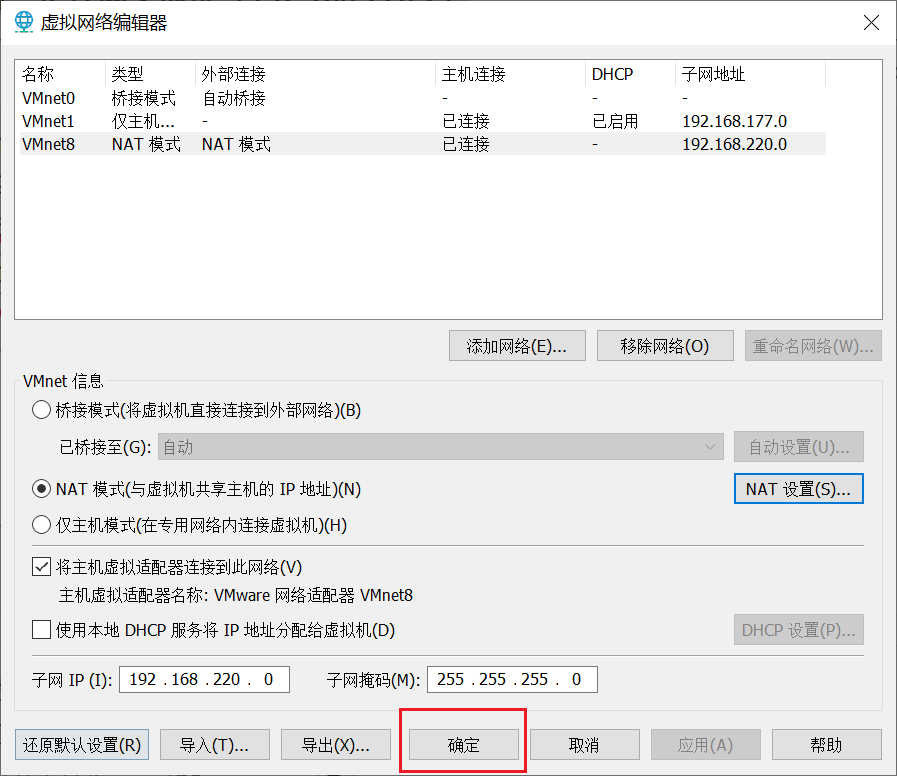 虚拟网络编辑器
名称 类型 外部连接 主机连接 DHCP 子网地址
VMnet0 桥接模式 自动桥接 - - -
VMnet1 仅主机... - 已连接 已启用 192.168.177.0
VMnet8 NAT 模式 NAT 模式 已连接 - 192.168.220.0
添加网络(E)... 移除网络(O) 重命名网络(W)...
VMnet 信息
桥接模式(将虚拟机直接连接到外部网络)(B)
已桥接至(G): 自动 自动设置(U)...
NAT 模式(与虚拟机共享主机的 IP 地址)(N) NAT 设置(S)...
仅主机模式(在专用网络内连接虚拟机)(H)
将主机虚拟适配器连接到此网络(V)
主机虚拟适配器名称: VMware 网络适配器 VMnet8
使用本地 DHCP 服务将 IP 地址分配给虚拟机(D) DHCP 设置(P)...
子网 IP (I): 192 . 168 . 220 . 0 子网掩码(M): 255 . 255 . 255 . 0
还原默认设置(R) 导入(T)... 导出(X)... 确定 取消 应用(A) 帮助